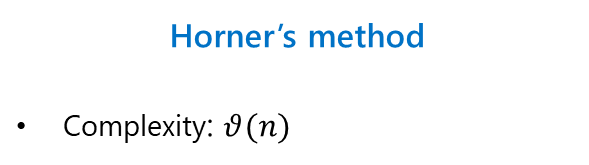 Horner’s method
• Complexity: 𝜗(𝑛)